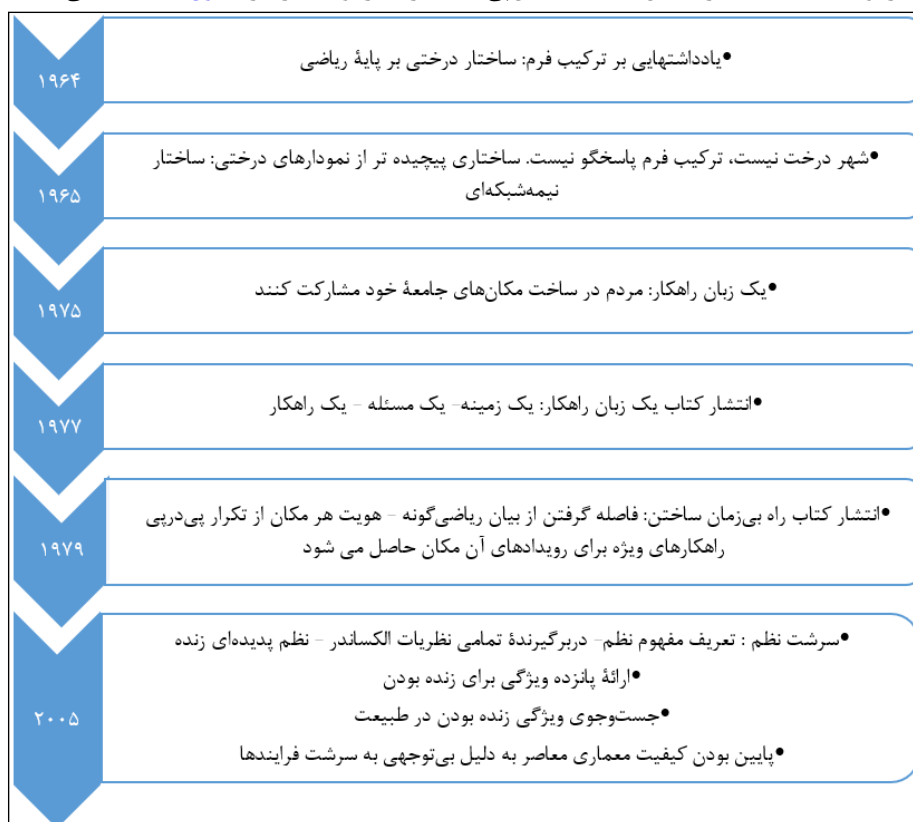 ۱۹۶۴
•یادداشتهایی بر ترکیب فرم: ساختار درختی بر پایهٔ ریاضی
۱۹۶۵
•شهر درخت نیست، ترکیب فرم پاسخگو نیست. ساختاری پیچیده تر از نمودارهای درختی: ساختار
نیمه‌شبکه‌ای
۱۹۷۵
•یک زبان راهکار: مردم در ساخت مکان‌های جامعهٔ خود مشارکت کنند
۱۹۷۷
•انتشار کتاب یک زبان راهکار: یک زمینه- یک مسئله - یک راهکار
۱۹۷۹
•انتشار کتاب راه بی‌زمان ساختن: فاصله گرفتن از بیان ریاضی‌گونه - هویت هر مکان از تکرار پی‌درپی
راهکارهای ویژه برای رویدادهای آن مکان حاصل می شود
۲۰۰۵
•سرشت نظم : تعریف مفهوم نظم- دربرگیرندهٔ تمامی نظریات الکساندر - نظم پدیده‌ای زنده
•ارائهٔ پانزده ویژگی برای زنده بودن
•جست‌وجوی ویژگی زنده بودن در طبیعت
•پایین بودن کیفیت معماری معاصر به دلیل بی‌توجهی به سرشت فرایندها